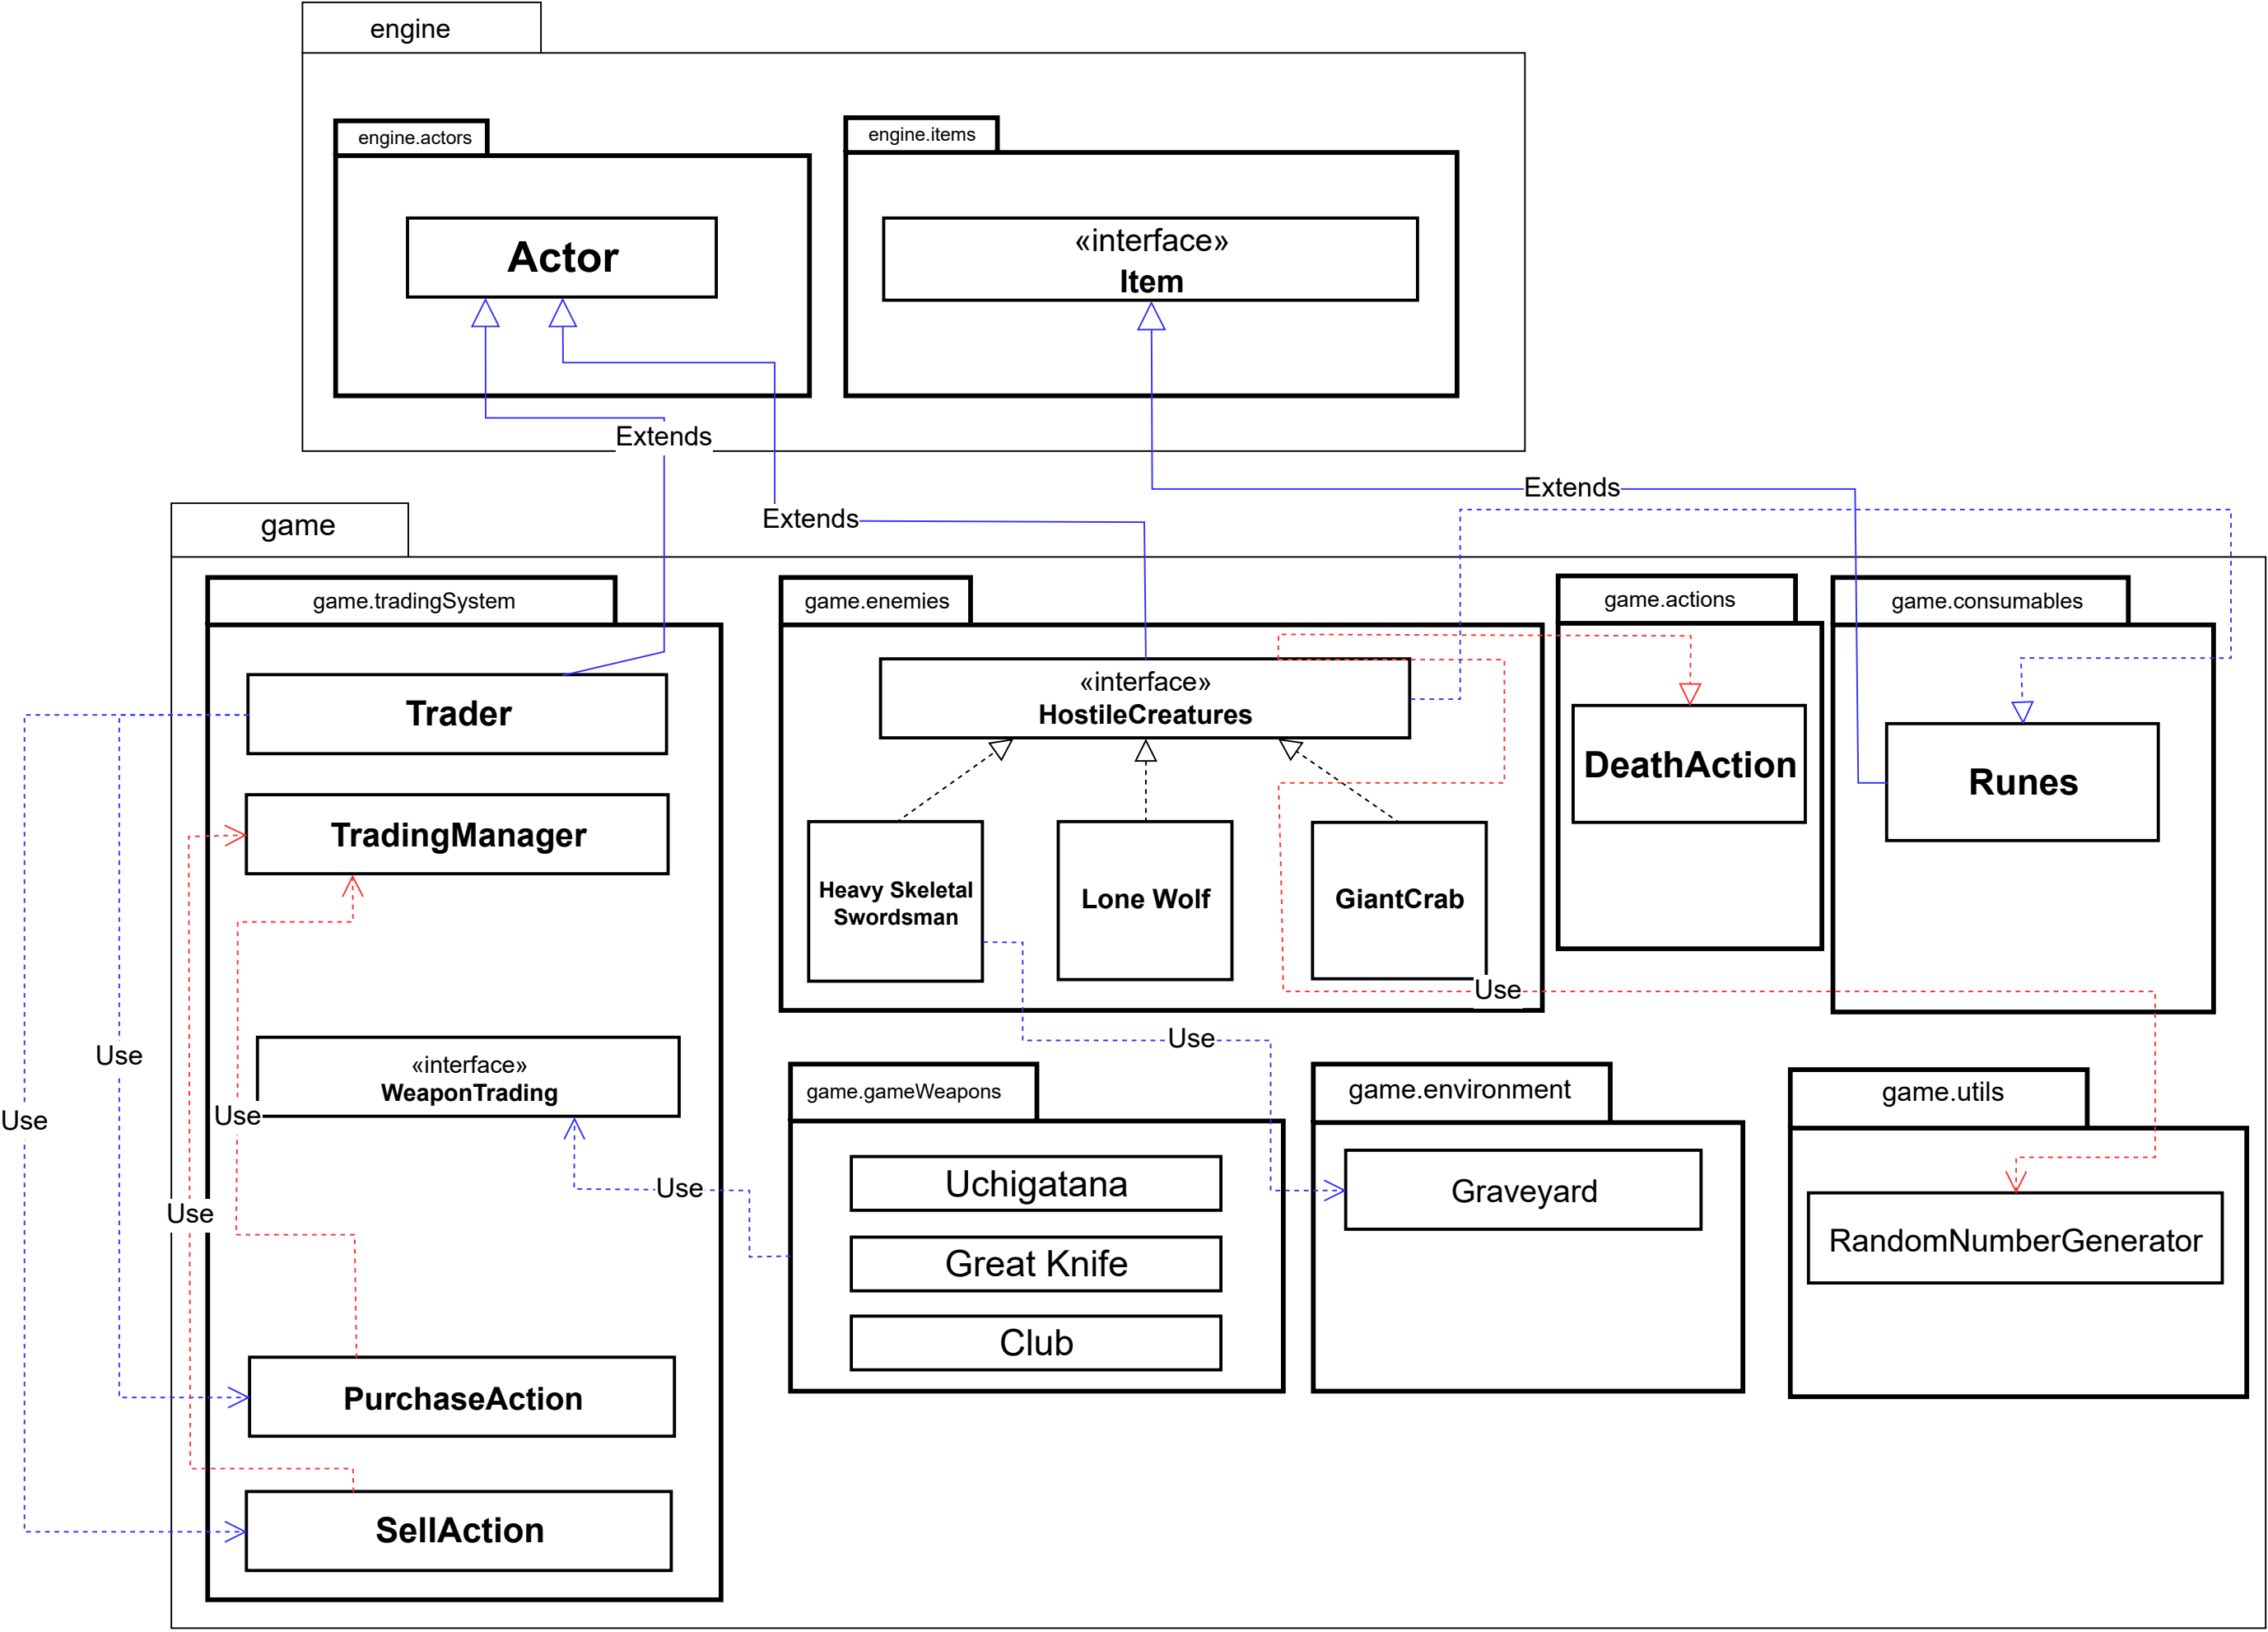 engine
engine.actors
engine.items
Actor
«interface»
Item
Extends
Extends
Extends
game
game.tradingSystem
game.enemies
game.actions
game.consumables
Trader
«interface»
HostileCreatures
DeathAction
Runes
TradingManager
Heavy Skeletal
Swordsman
Lone Wolf
GiantCrab
Use
Use
Use
Use
Use
Use
Use
«interface»
WeaponTrading
game.gameWeapons
game.environment
game.utils
Uchigatana
Great Knife
Club
Graveyard
RandomNumberGenerator
PurchaseAction
SellAction